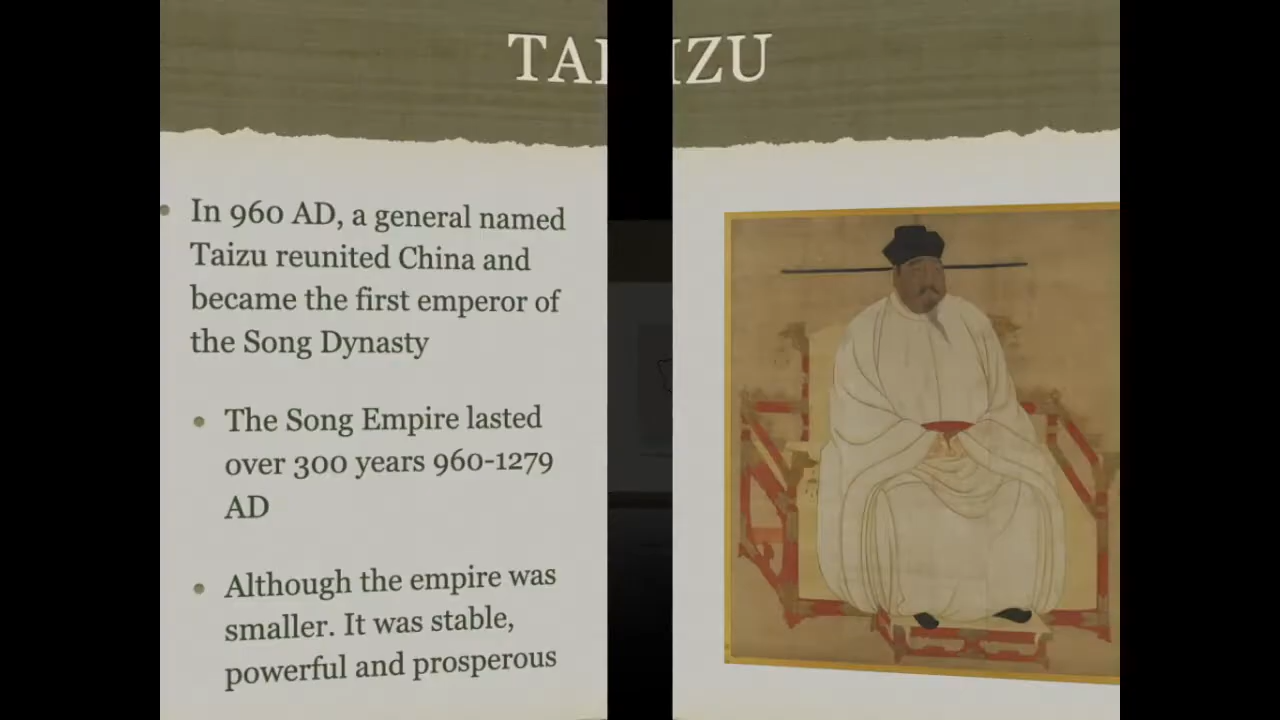 TAIIZU
In 960 AD, a general named
Taizu reunited China and
became the first emperor of
the Song Dynasty
The Song Empire lasted
over 300 years 960-1279
AD
Although the empire was
smaller. It was stable,
powerful and prosperous